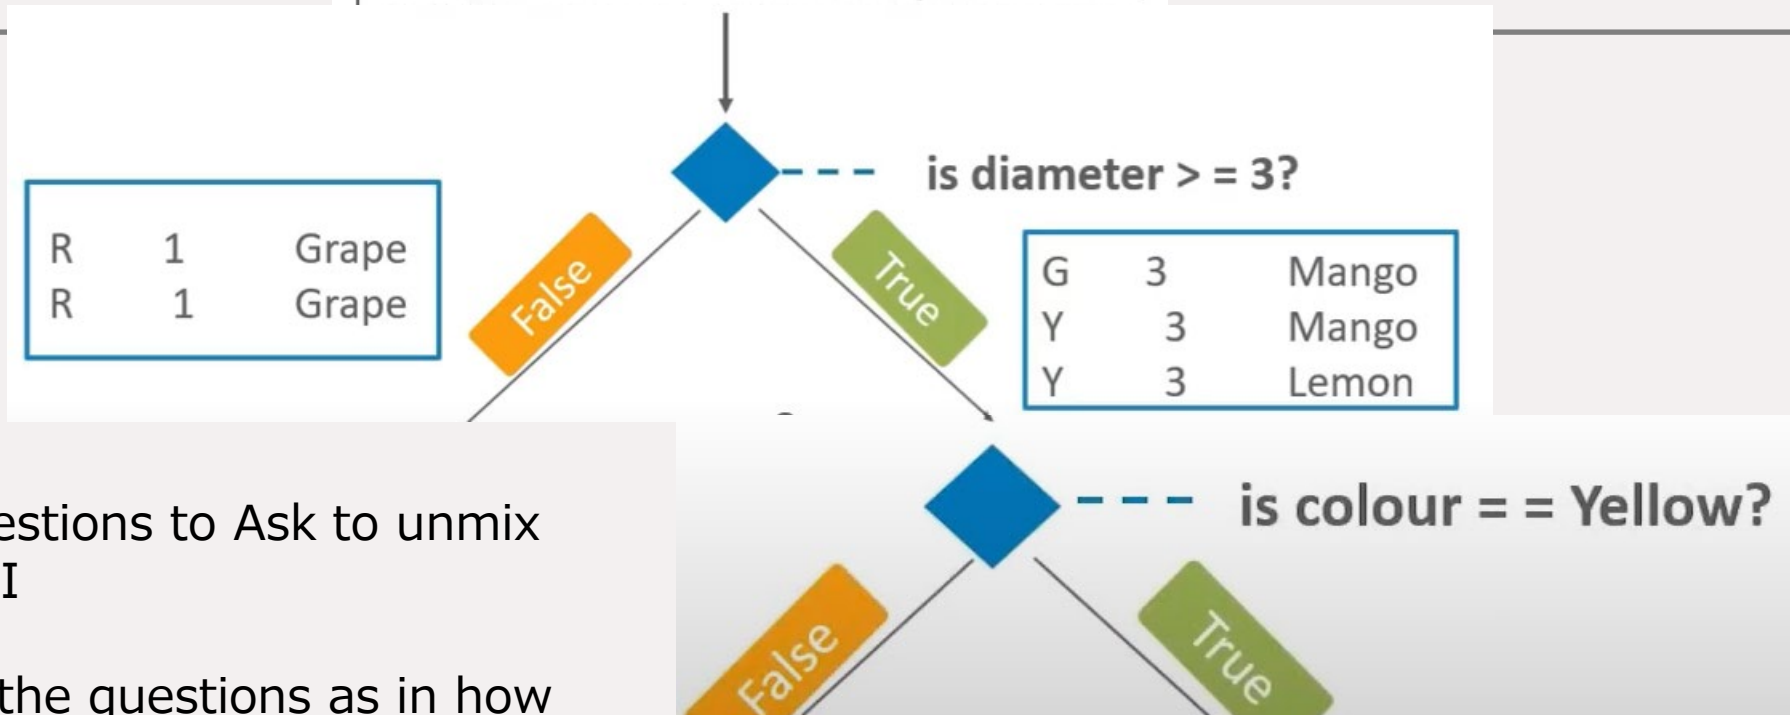 is diameter > = 3?
R 1 Grape
R 1 Grape
False
True
G 3 Mango
Y 3 Mango
Y 3 Lemon
is colour = = Yellow?
estions to Ask to unmix
I
the questions as in how
False
True